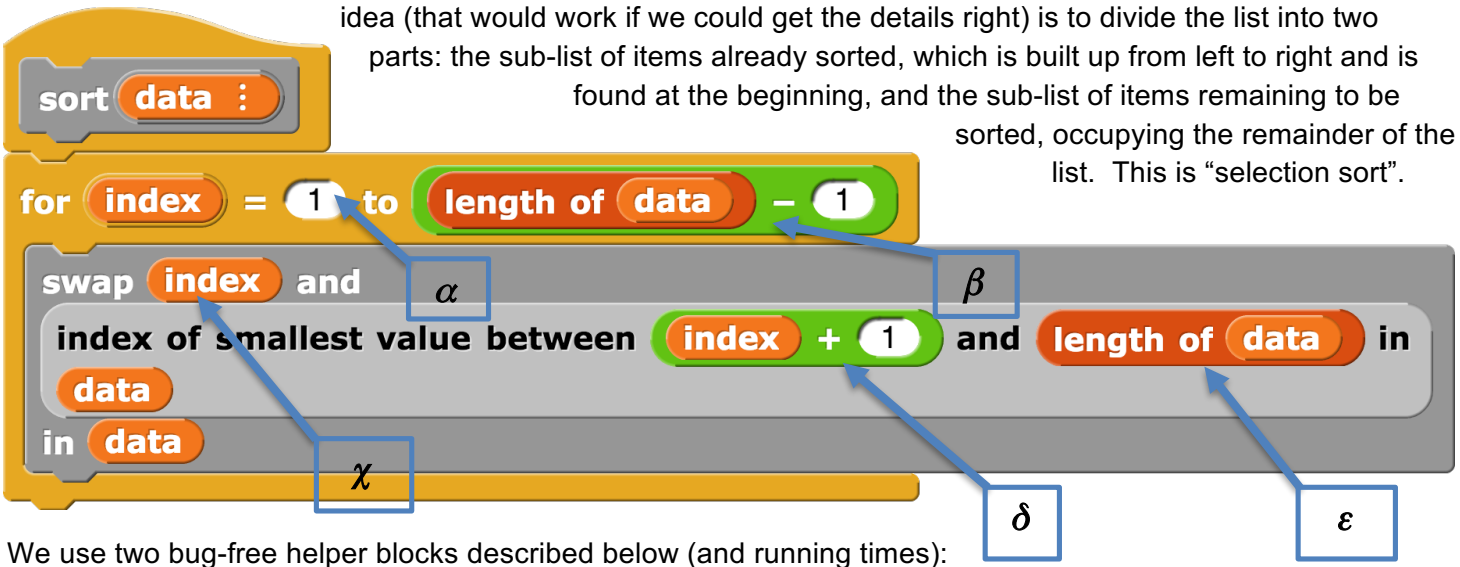 idea (that would work if we could get the details right) is to divide the list into two
parts: the sub-list of items already sorted, which is built up from left to right and is
found at the beginning, and the sub-list of items remaining to be
sorted, occupying the remainder of the
list. This is “selection sort”.
sort data ⋮
for index = 1 to length of data - 1
α
β
swap index and
index of smallest value between index + 1 and length of data in
data
in data
χ
δ
ε
We use two bug-free helper blocks described below (and running times):